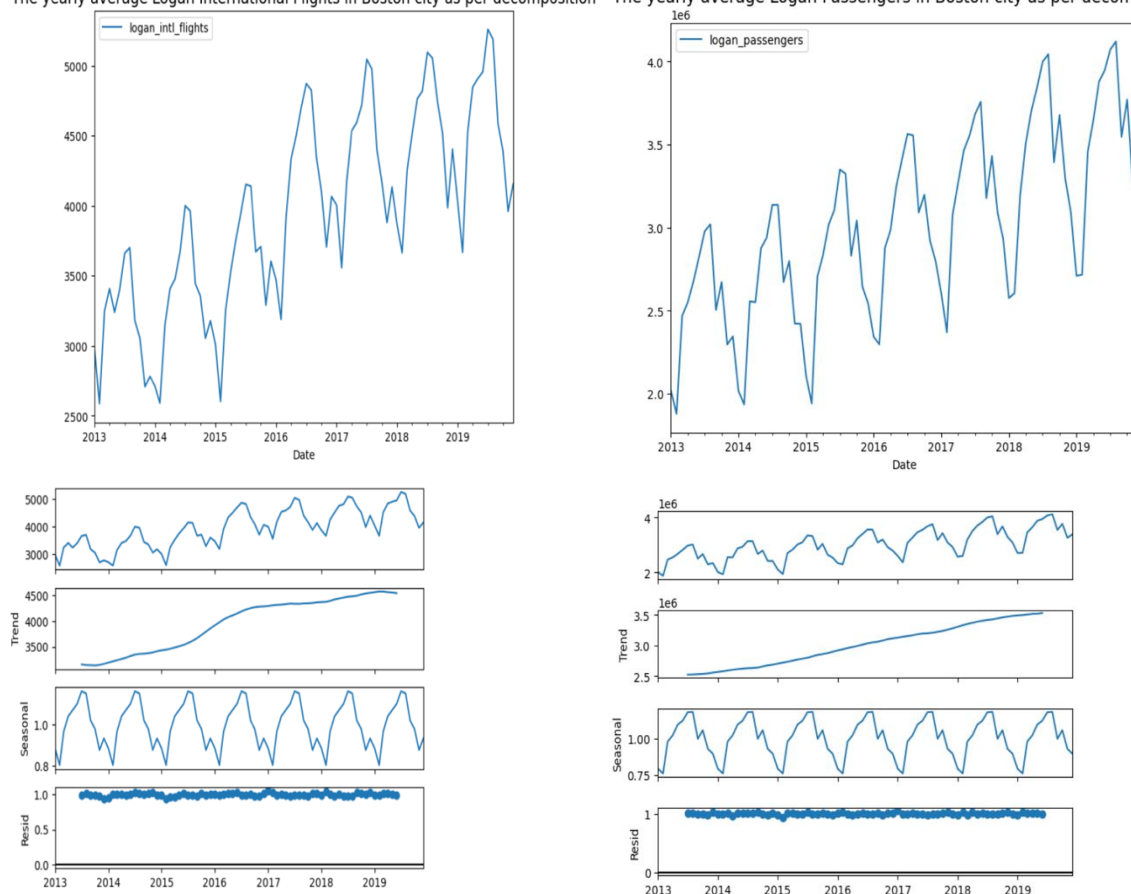 The yearly average Logan International Flights in Boston city as per decomposition
logan_intl_flights
5000
4500
4000
3500
3000
2500
2013 2014 2015 2016 2017 2018 2019
Date
The yearly average Logan Passengers in Boston city as per
1e6
logan_passengers
4.0
3.5
3.0
2.5
2.0
2013 2014 2015 2016 2017 2018 2019
Date
5000
4000
3000
Trend
4500
4000
3500
Seasonal
1.0
0.8
Resid
1.0
0.5
0.0
2013 2014 2015 2016 2017 2018 2019
1e6
4
2
1e6
Trend
3.5
3.0
2.5
Seasonal
1.00
0.75
Resid
1
0
2013 2014 2015 2016 2017 2018 2019